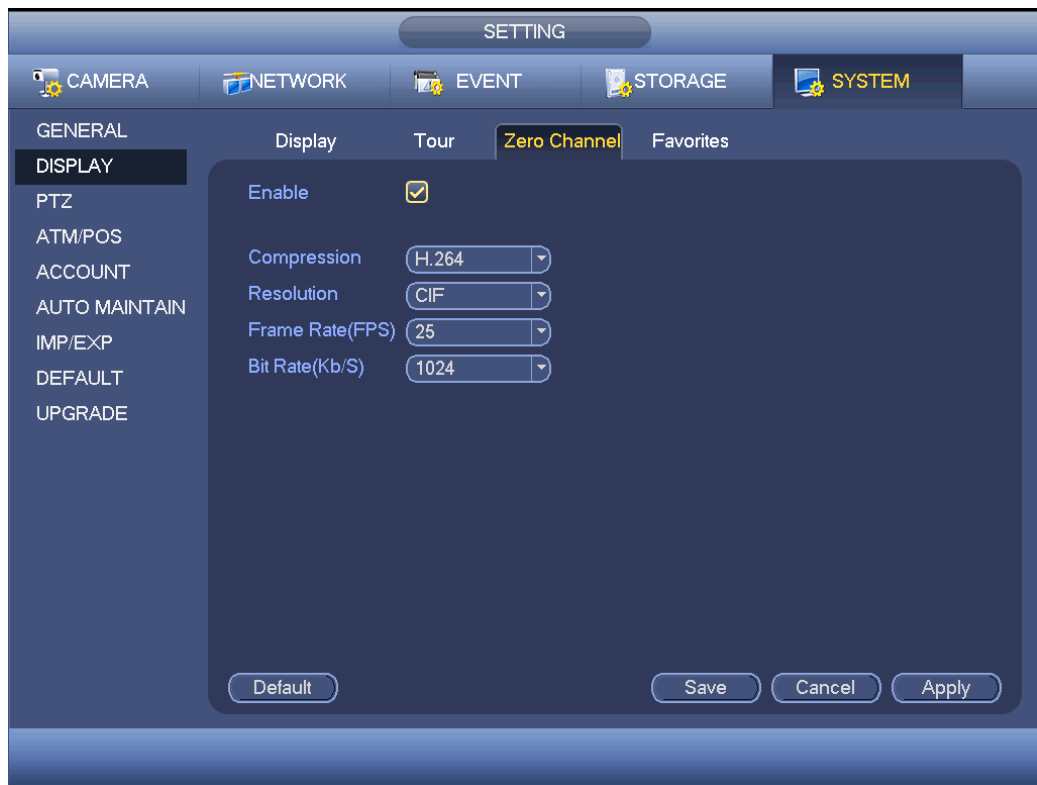 SETTING
CAMERA NETWORK EVENT STORAGE SYSTEM
GENERAL
DISPLAY
PTZ
ATM/POS
ACCOUNT
AUTO MAINTAIN
IMP/EXP
DEFAULT
UPGRADE
Display Tour Zero Channel Favorites
Enable
Compression H.264
Resolution CIF
Frame Rate(FPS) 25
Bit Rate(Kb/S) 1024
Default Save Cancel Apply